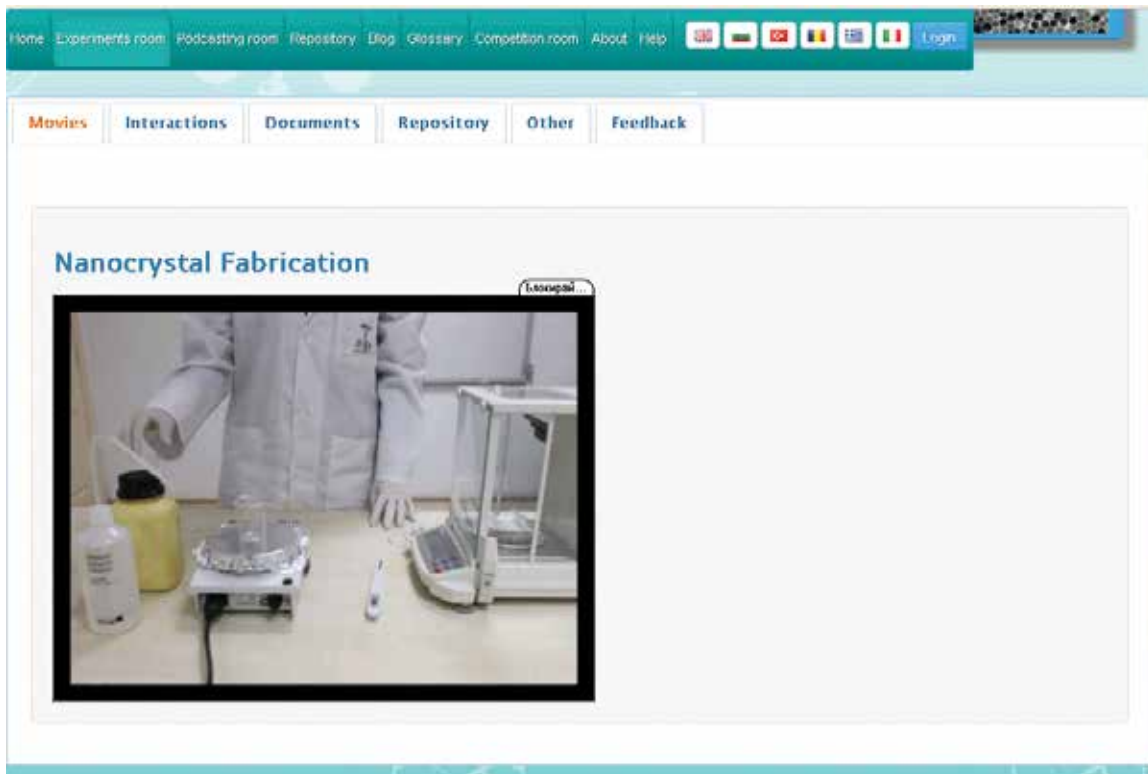 Home Experiments room Podcasting room Repository Blog Glossary Competition room About Help Login
Movies Interactions Documents Repository Other Feedback
Nanocrystal Fabrication
Блокирай...